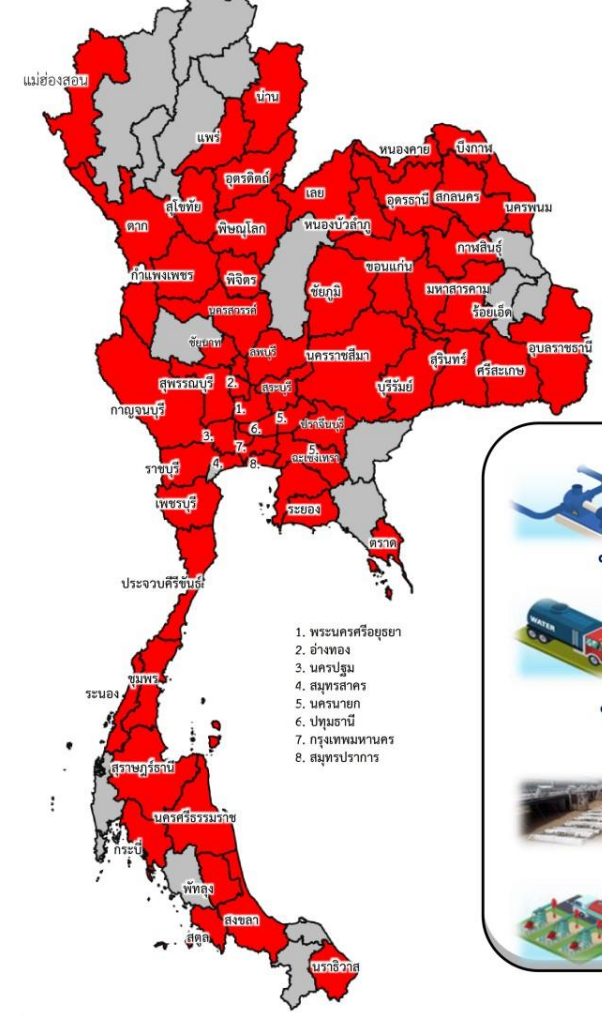 แม่ฮ่องสอน
น่าน
แพร่
หนองคาย
บึงกาฬ
อุตรดิตถ์
เลย
อุดรธานี
สกลนคร
นครพนม
สุโขทัย
ตาก
พิษณุโลก
หนองบัวลำภู
กาฬสินธุ์
ขอนแก่น
กำแพงเพชร
พิจิตร
ชัยภูมิ
มหาสารคาม
นครสวรรค์
ร้อยเอ็ด
ชัยนาท
ลพบุรี
นครราชสีมา
อุบลราชธานี
สุพรรณบุรี
2.
สระบุรี
บุรีรัมย์
สุรินทร์
ศรีสะเกษ
กาญจนบุรี
1.
5.
ปราจีนบุรี
3.
6.
7.
5.
ฉะเชิงเทรา
ราชบุรี
4.
8.
เพชรบุรี
ระยอง
ตราด
ประจวบคีรีขันธ์
WATER
1. พระนครศรีอยุธยา
2. อ่างทอง
3. นครปฐม
4. สมุทรสาคร
5. นครนายก
6. ปทุมธานี
7. กรุงเทพมหานคร
8. สมุทรปราการ
ชุมพร
ระนอง
สุราษฎร์ธานี
นครศรีธรรมราช
กระบี่
พัทลุง
สงขลา
สตูล
นราธิวาส